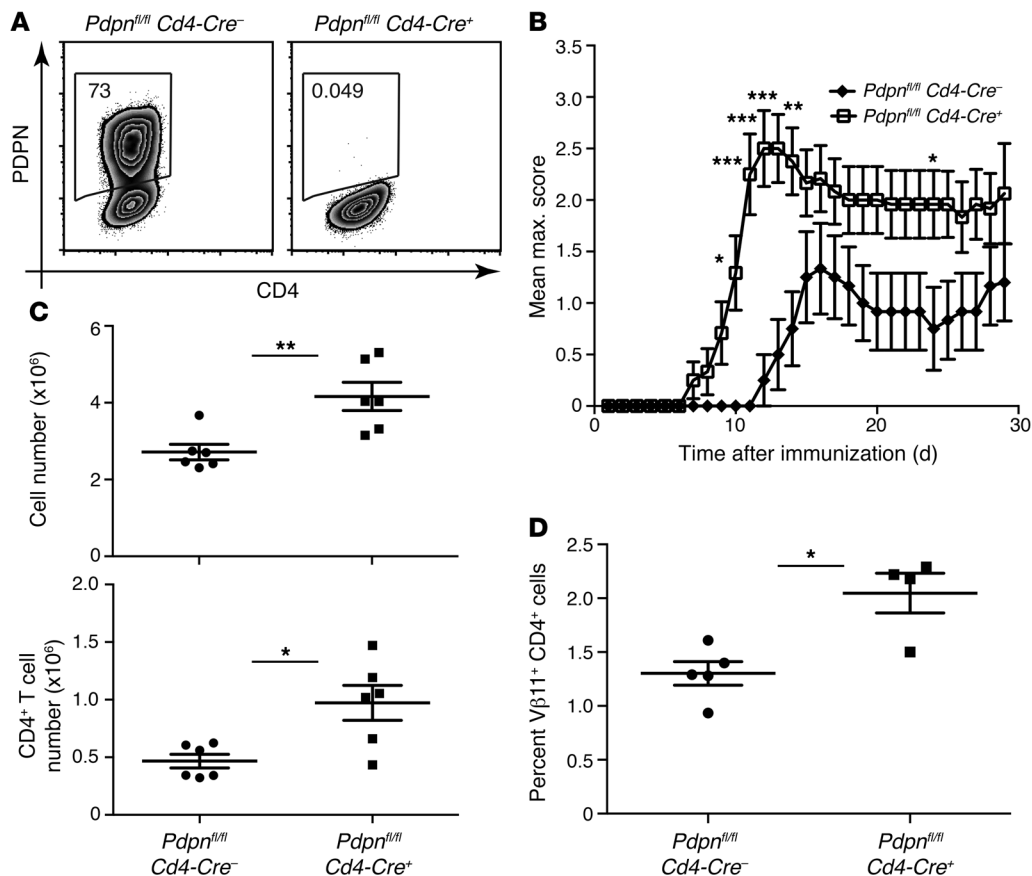 A
Pdpnfl/fl Cd4-Cre–
Pdpnfl/fl Cd4-Cre+
73
0.049
PDPN
CD4
B
3.5
3.0
2.5
2.0
1.5
1.0
0.5
0
Mean max. score
Pdpnfl/fl Cd4-Cre–
Pdpnfl/fl Cd4-Cre+
*
***
***
***
**
*
0
10
20
30
Time after immunization (d)
C
6
4
2
0
Cell number (x10⁶)
**
2.0
1.5
1.0
0.5
0
CD4+ T cell
number (x10⁶)
*
Pdpnfl/fl
Cd4-Cre–
Pdpnfl/fl
Cd4-Cre+
D
2.5
2.0
1.5
1.0
0.5
0
Percent Vβ11+ CD4+ cells
*
Pdpnfl/fl
Cd4-Cre–
Pdpnfl/fl
Cd4-Cre+